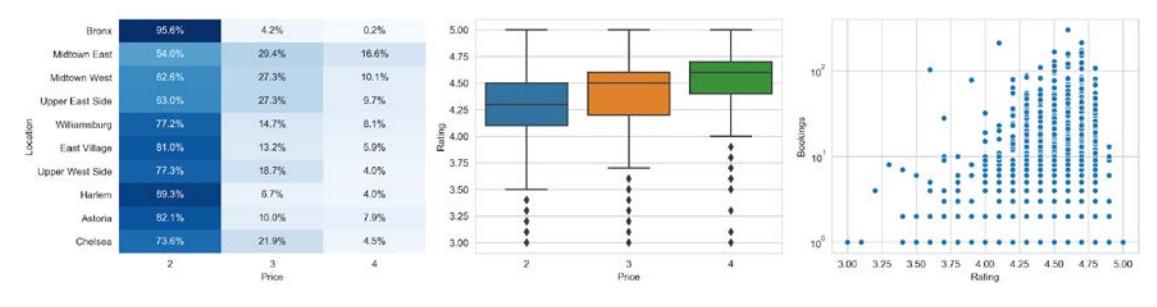 Location
Bronx 95.6% 4.2% 0.2%
Midtown East 54.0% 29.4% 16.6%
Midtown West 62.6% 27.3% 10.1%
Upper East Side 63.0% 27.3% 9.7%
Williamsburg 77.2% 14.7% 8.1%
East Village 81.0% 13.2% 5.9%
Upper West Side 77.3% 18.7% 4.0%
Harlem 89.3% 6.7% 4.0%
Astoria 82.1% 10.0% 7.9%
Chelsea 73.6% 21.9% 4.5%
2 3 4
Price
Rating
5.00
4.75
4.50
4.25
4.00
3.75
3.50
3.25
3.00
2 3 4
Price
Bookings
10²
10¹
10⁰
3.00 3.25 3.50 3.75 4.00 4.25 4.50 4.75 5.00
Rating